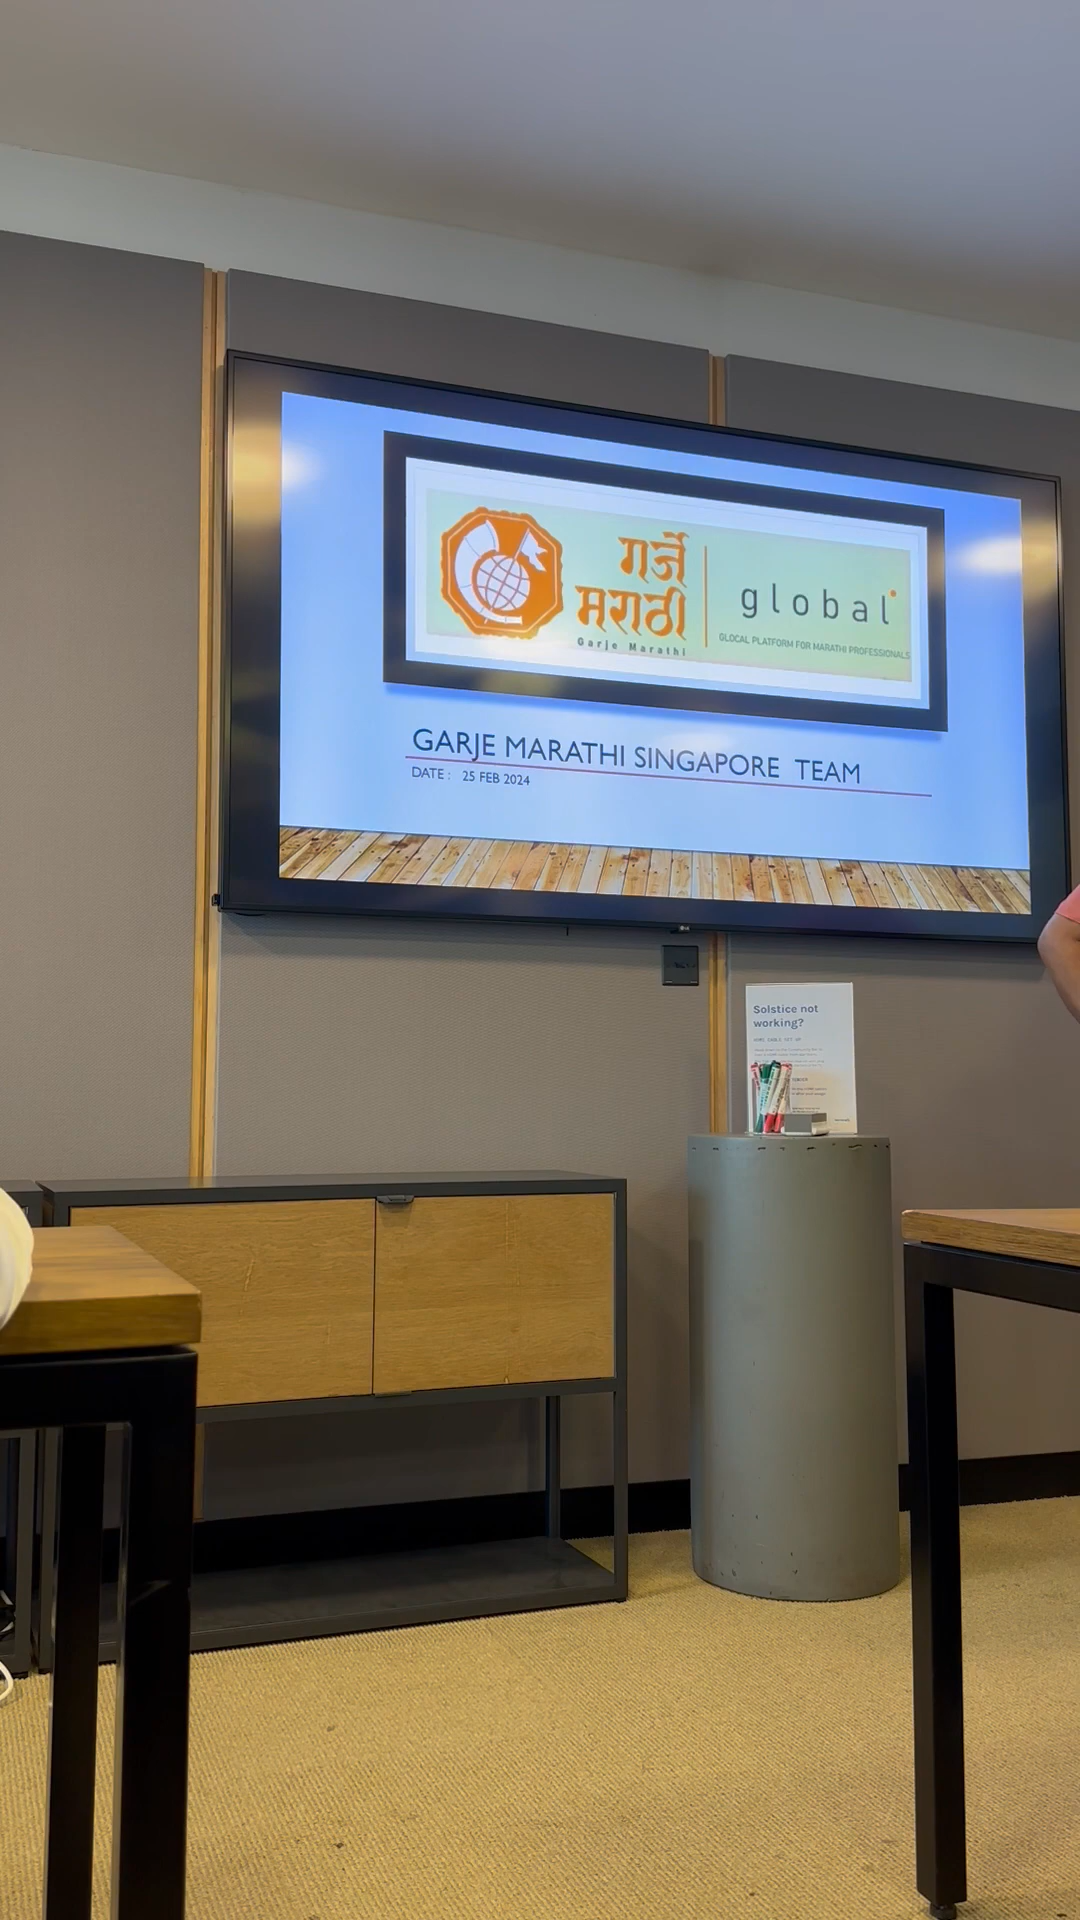 गर्जे
मराठी
Garje Marathi
global
GLOCAL PLATFORM FOR MARATHI PROFESSIONALS
GARJE MARATHI SINGAPORE TEAM
DATE : 25 FEB 2024
Solstice not
working?